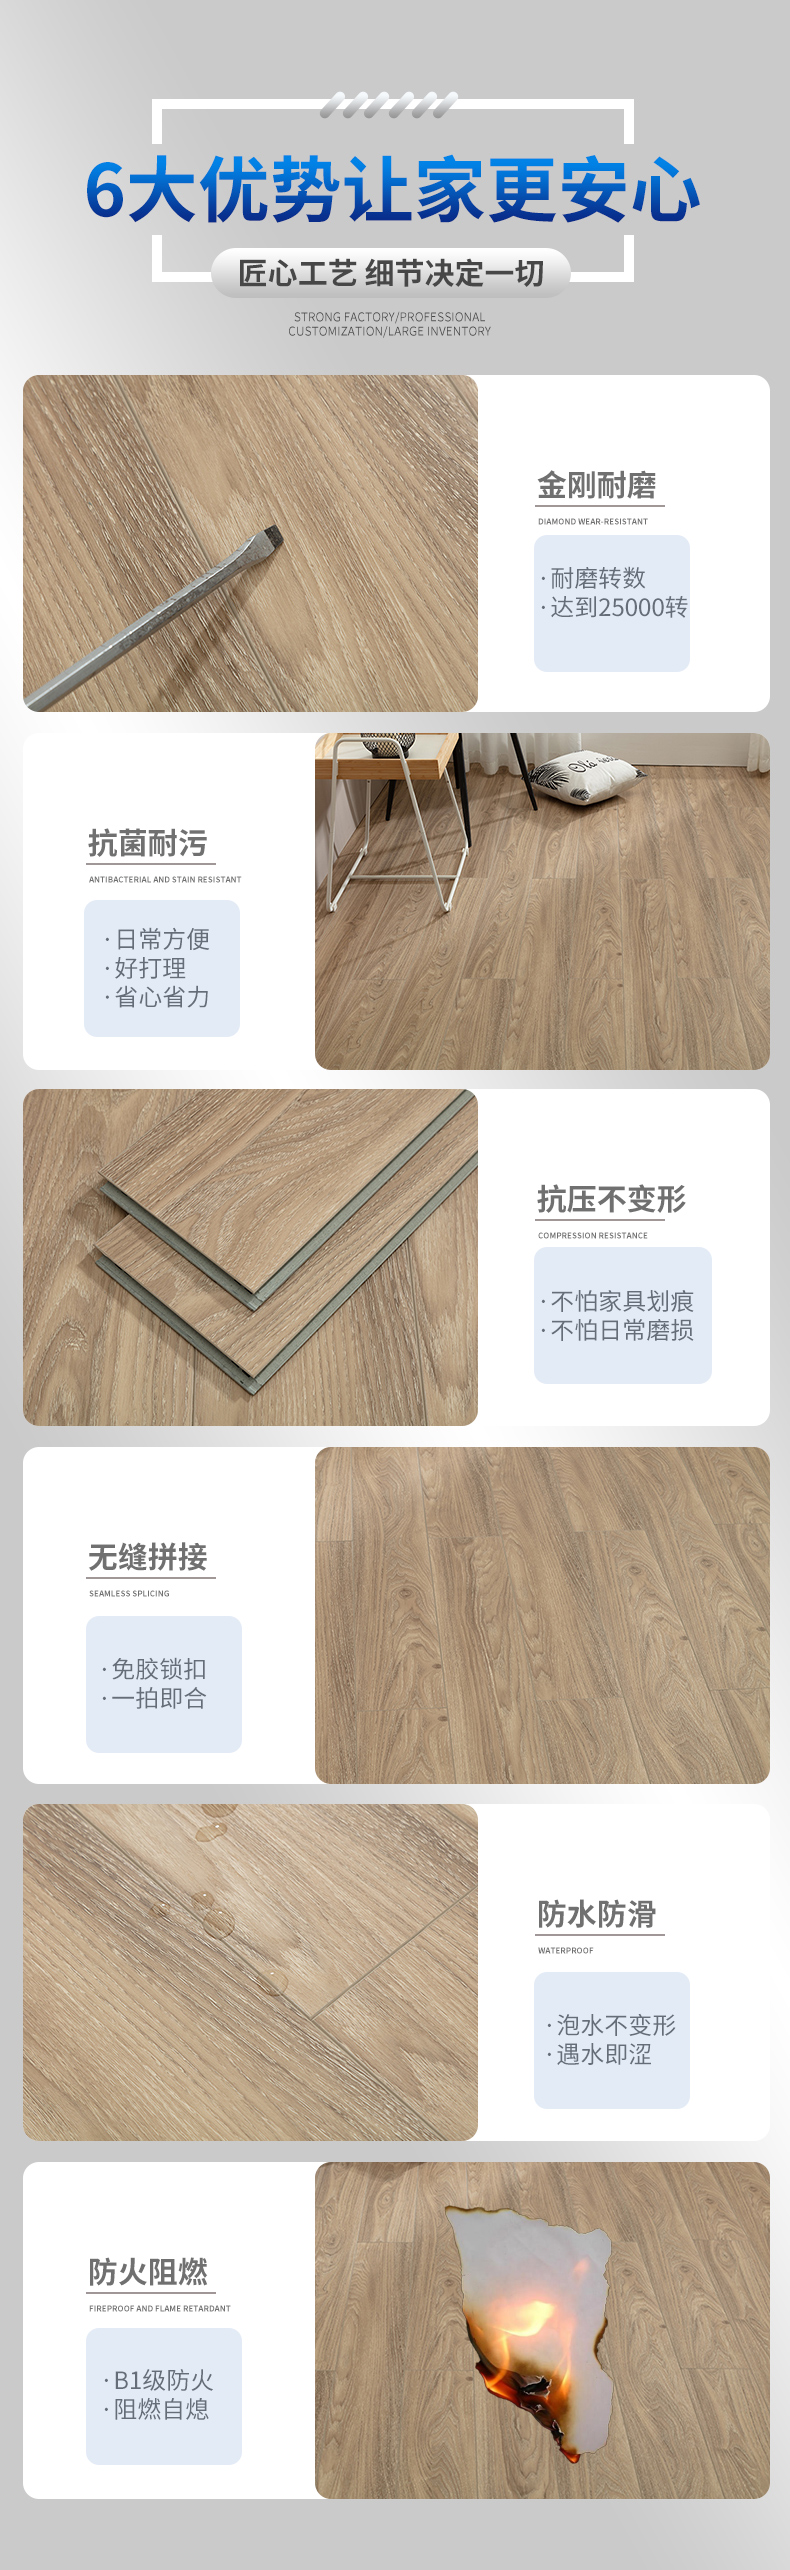 6大优势让家更安心
匠心工艺 细节决定一切
STRONG FACTORY/PROFESSIONAL
CUSTOMIZATION/LARGE INVENTORY
金刚耐磨
DIAMOND WEAR-RESISTANT
·耐磨转数
·达到25000转
Old
抗菌耐污
ANTIBACTERIAL AND STAIN RESISTANT
·日常方便
·好打理
·省心省力
抗压不变形
COMPRESSION RESISTANCE
·不怕家具划痕
·不怕日常磨损
无缝拼接
SEAMLESS SPLICING
·免胶锁扣
·一拍即合
防水防滑
WATERPROOF
·泡水不变形
·遇水即涩
防火阻燃
FIREPROOF AND FLAME RETARDANT
·B1级防火
·阻燃自熄